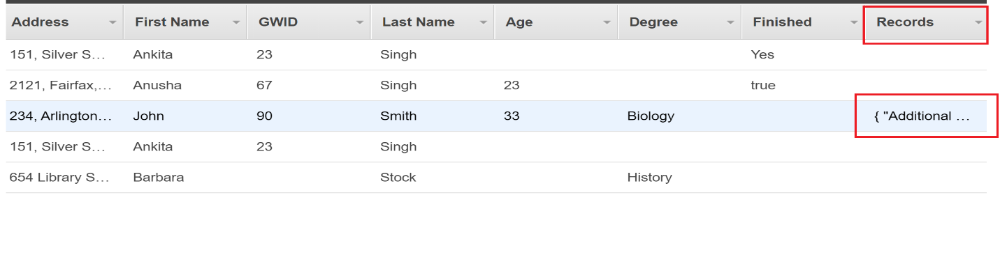 Address First Name GWID Last Name Age Degree Finished Records
151, Silver S... Ankita 23 Singh Yes
2121, Fairfax,... Anusha 67 Singh 23 true
234, Arlington... John 90 Smith 33 Biology { "Additional ...
151, Silver S... Ankita 23 Singh
654 Library S... Barbara Stock History